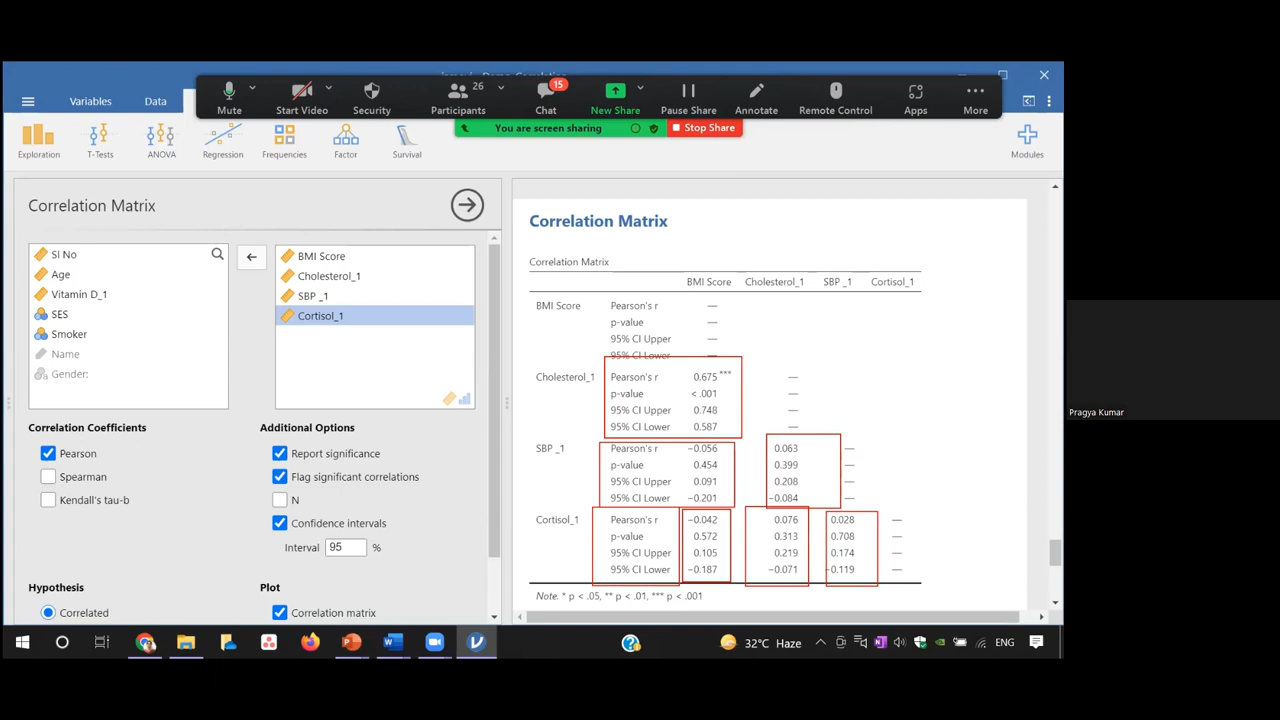 jamovi - Demo_Correlation
Variables Data
26 15
Mute Start Video Security Participants Chat New Share Pause Share Annotate Remote Control Apps More
You are screen sharing Stop Share
Exploration T-Tests ANOVA Regression Frequencies Factor Survival Modules
Correlation Matrix
SI No
Age
Vitamin D_1
SES
Smoker
Name
Gender:
BMI Score
Cholesterol_1
SBP _1
Cortisol_1
Correlation Coefficients
Pearson
Spearman
Kendall's tau-b
Additional Options
Report significance
Flag significant correlations
N
Confidence intervals
Interval 95 %
Hypothesis
Correlated
Plot
Correlation matrix
Correlation Matrix
Correlation Matrix
BMI Score Cholesterol_1 SBP _1 Cortisol_1
BMI Score Pearson's r —
p-value —
95% CI Upper —
95% CI Lower —
Cholesterol_1 Pearson's r 0.675 *** —
p-value < .001 —
95% CI Upper 0.748 —
95% CI Lower 0.587 —
SBP _1 Pearson's r −0.056 0.063 —
p-value 0.454 0.399 —
95% CI Upper 0.091 0.208 —
95% CI Lower −0.201 −0.084 —
Cortisol_1 Pearson's r −0.042 0.076 0.028 —
p-value 0.572 0.313 0.708 —
95% CI Upper 0.105 0.219 0.174 —
95% CI Lower −0.187 −0.071 −0.119 —
Note. * p < .05, ** p < .01, *** p < .001
Pragya Kumar
32°C Haze ENG